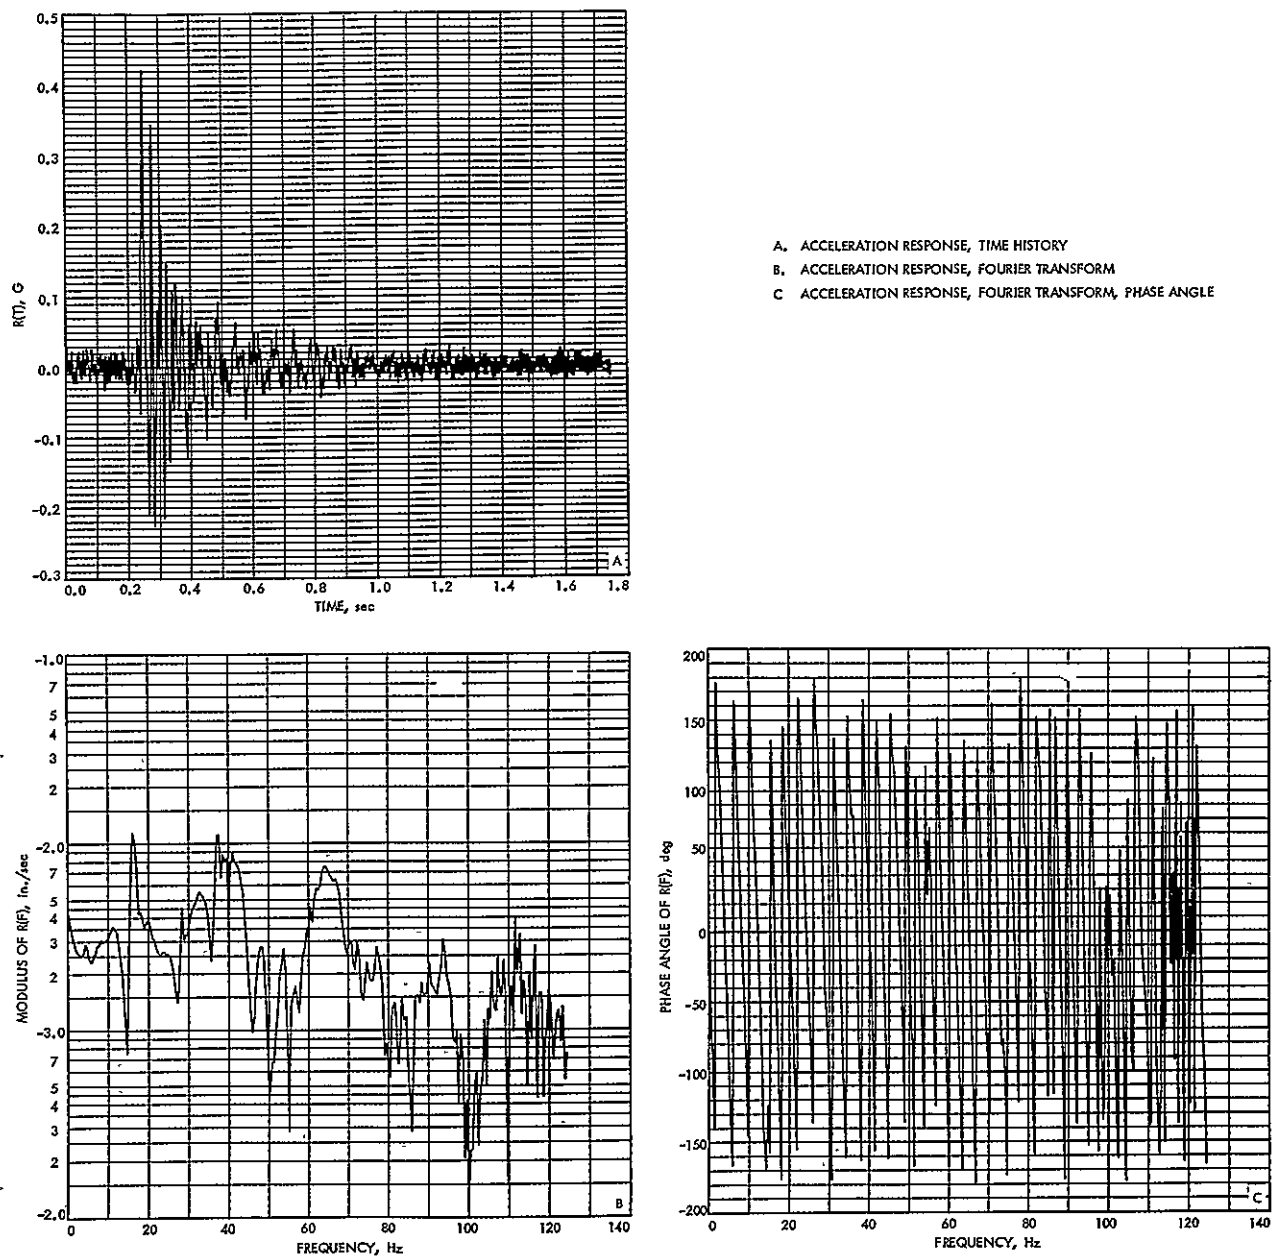 0.5
0.4
0.3
0.2
0.1
0.0
-0.1
-0.2
-0.3
R(T), G
0.0 0.2 0.4 0.6 0.8 1.0 1.2 1.4 1.6 1.8
TIME, sec
A
A. ACCELERATION RESPONSE, TIME HISTORY
B. ACCELERATION RESPONSE, FOURIER TRANSFORM
C ACCELERATION RESPONSE, FOURIER TRANSFORM, PHASE ANGLE
-1.0
7
5
4
3
2
-2.0
7
5
4
3
2
-3.0
7
5
4
3
2
-2.0
MODULUS OF R(F), in./sec
0 20 40 60 80 100 120 140
FREQUENCY, Hz
B
200
150
100
50
0
-50
-100
-150
-200
PHASE ANGLE OF R(F), deg
0 20 40 60 80 100 120 140
FREQUENCY, Hz
C